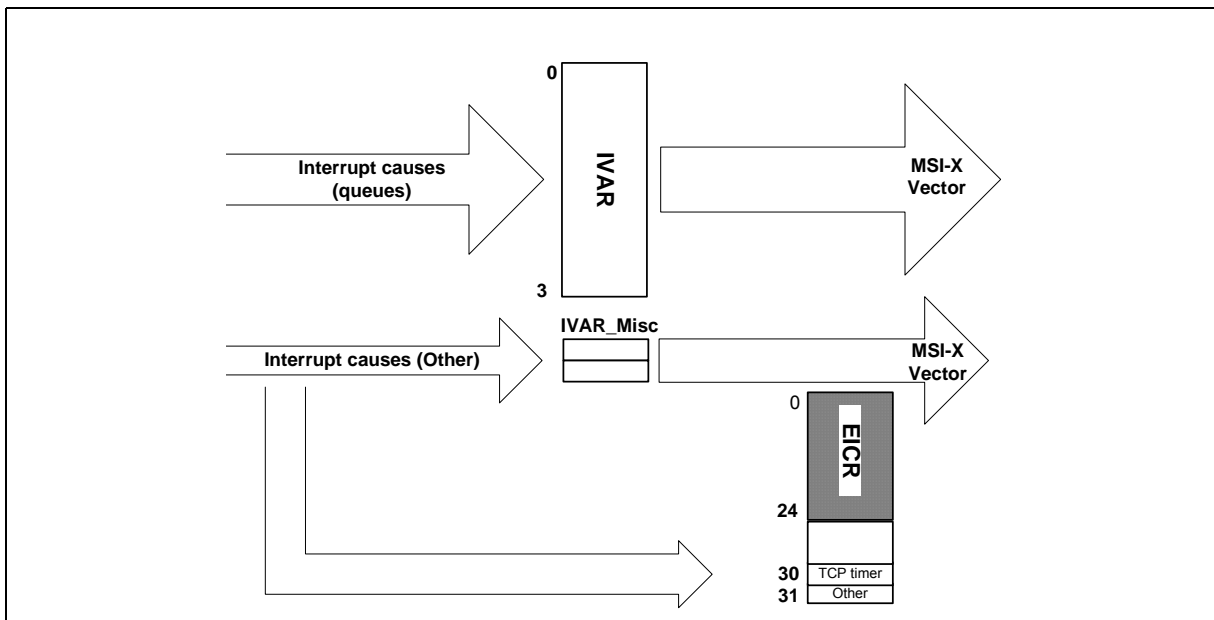 0
Interrupt causes
(queues)
IVAR
MSI-X
Vector
3
IVAR_Misc
Interrupt causes (Other)
MSI-X
Vector
0
EICR
24
30
TCP timer
31
Other